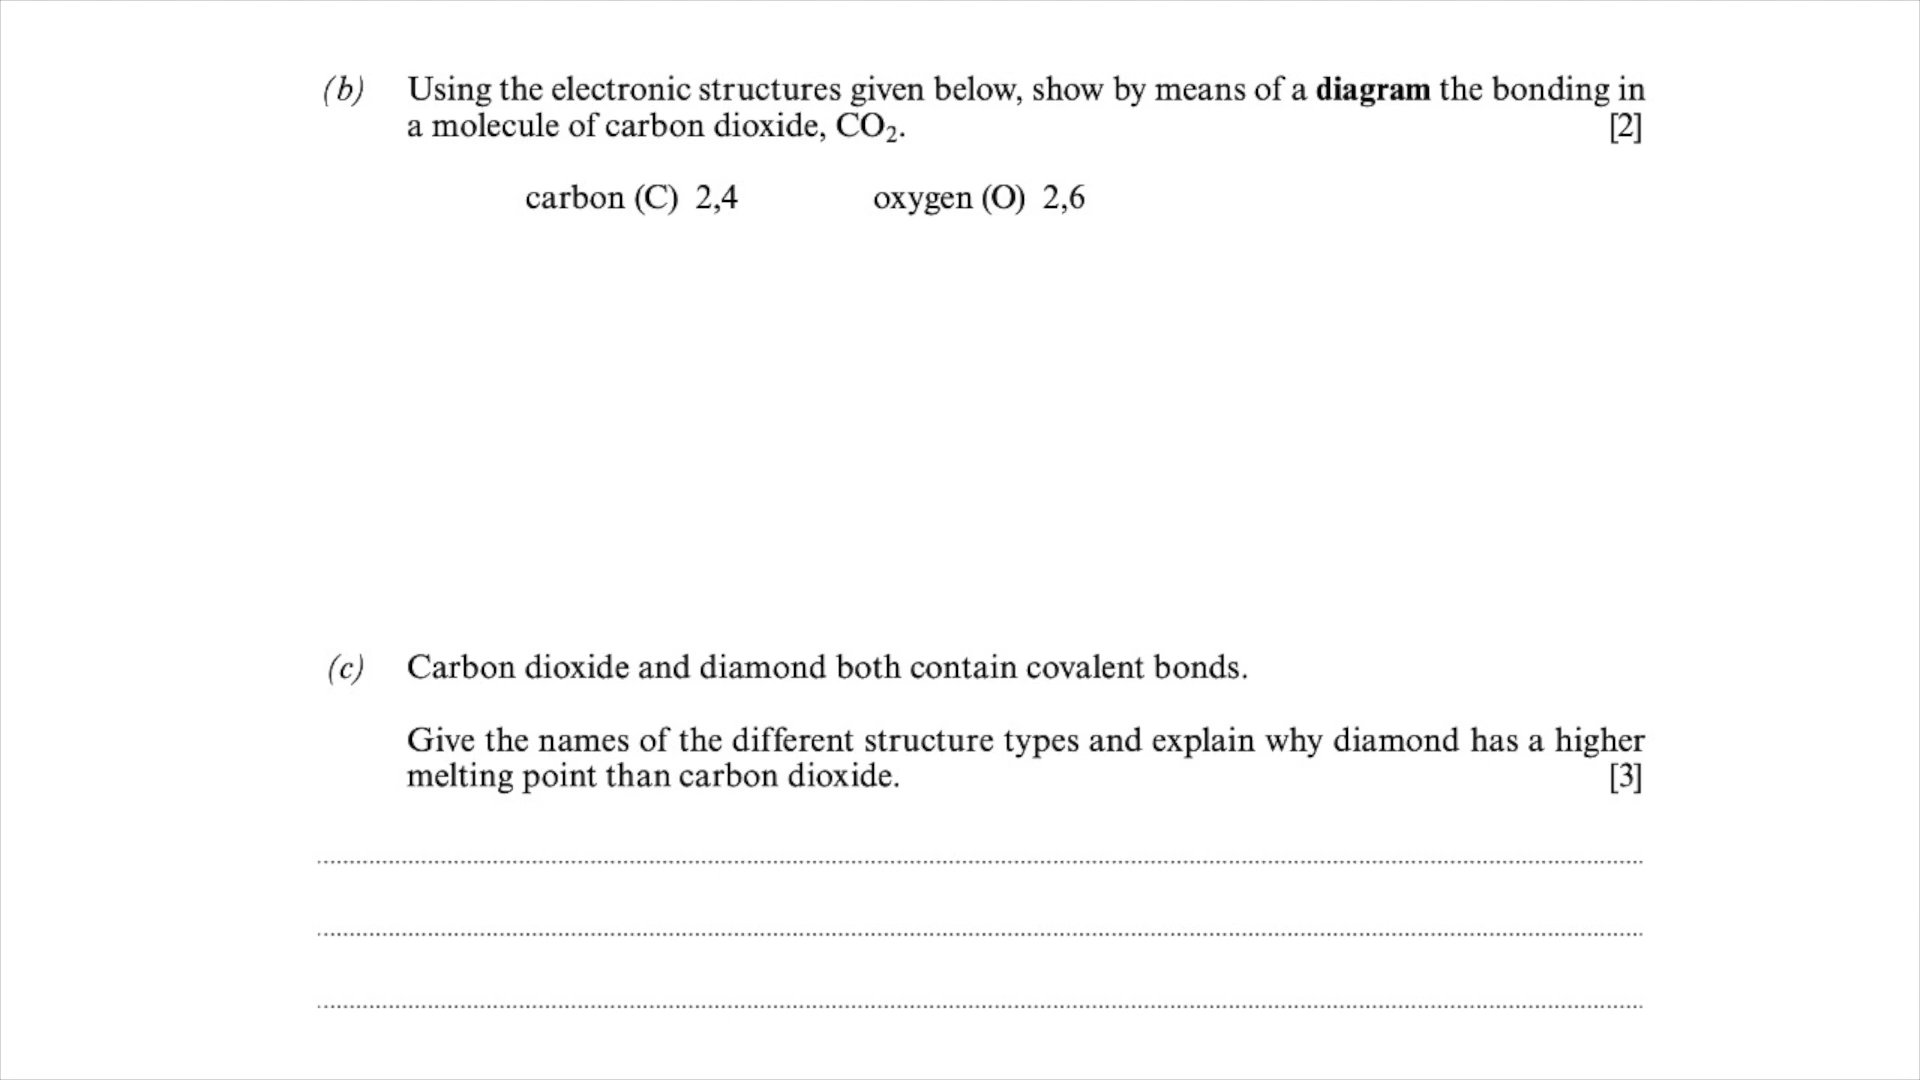 (b) Using the electronic structures given below, show by means of a diagram the bonding in
a molecule of carbon dioxide, CO₂. [2]
carbon (C) 2,4 oxygen (O) 2,6
(c) Carbon dioxide and diamond both contain covalent bonds.
Give the names of the different structure types and explain why diamond has a higher
melting point than carbon dioxide. [3]